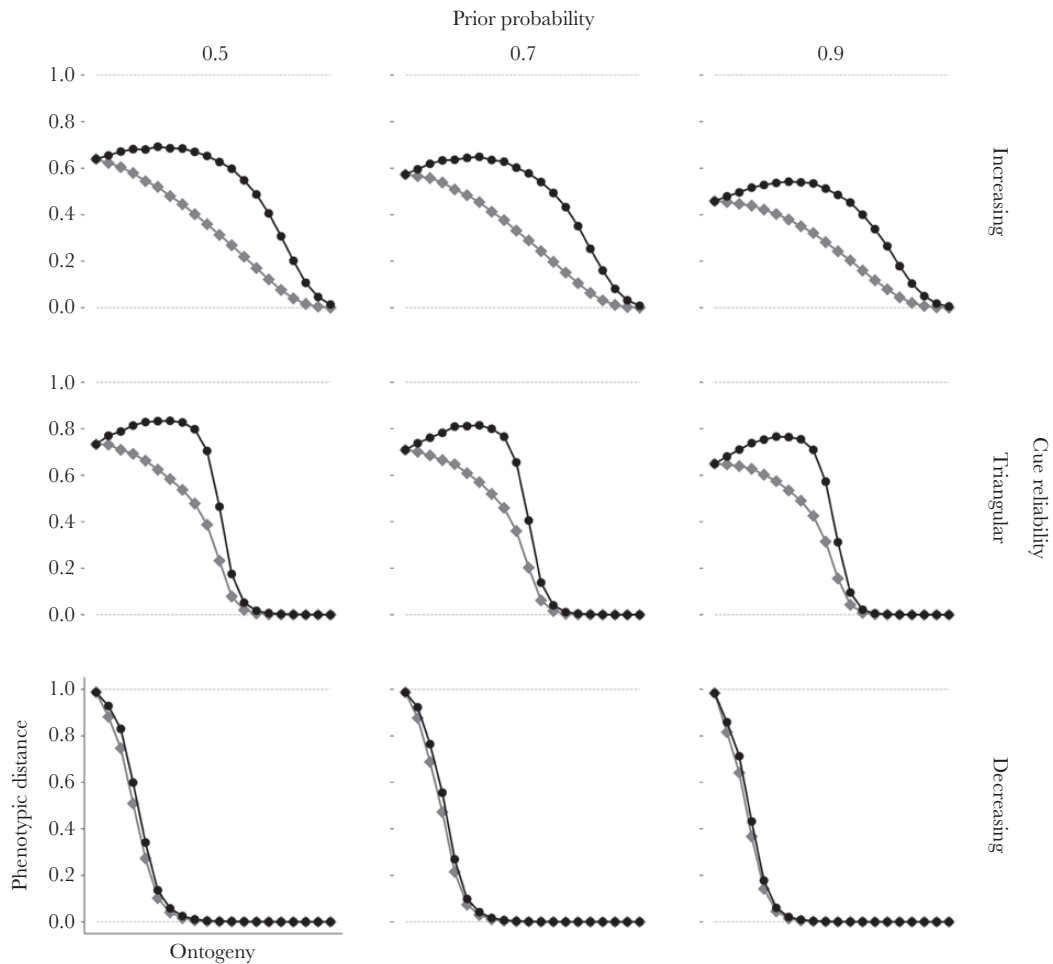 Prior probability
0.5 0.7 0.9
1.0
0.8
0.6
0.4
0.2
0.0
Increasing
1.0
0.8
0.6
0.4
0.2
0.0
Triangular
Cue reliability
1.0
0.8
0.6
0.4
0.2
0.0
Phenotypic distance
Decreasing
Ontogeny